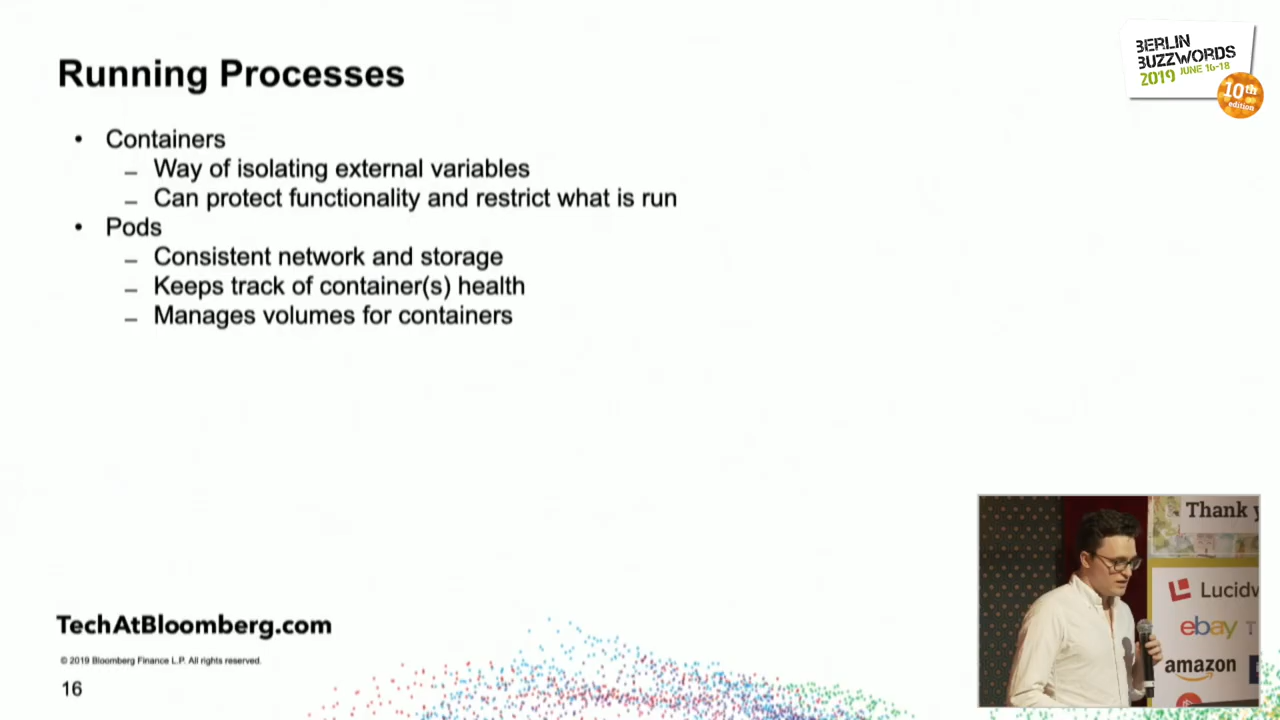 Running Processes
BERLIN
BUZZWORDS
2019 JUNE 16-18
10th
edition
• Containers
– Way of isolating external variables
– Can protect functionality and restrict what is run
• Pods
– Consistent network and storage
– Keeps track of container(s) health
– Manages volumes for containers
Thank y
Lucidw
ebay T
amazon
TechAtBloomberg.com
© 2019 Bloomberg Finance L.P. All rights reserved.
16